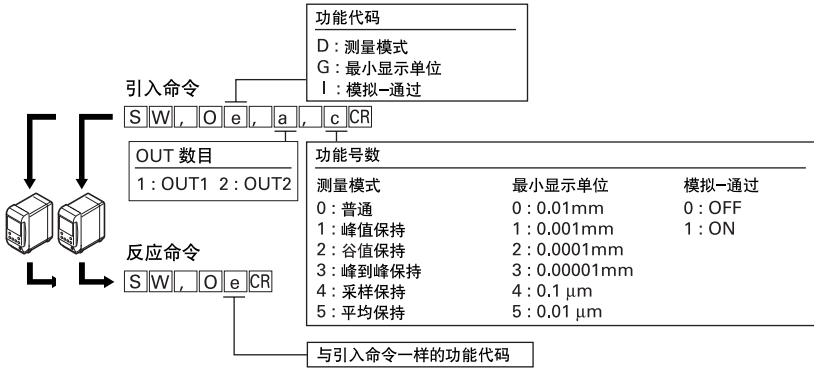 功能代码
D : 测量模式
G : 最小显示单位
I : 模拟−通过
引入命令
SW,Oe,a,cCR
OUT 数目
1 : OUT1 2 : OUT2
功能号数
测量模式 最小显示单位 模拟−通过
0 : 普通 0 : 0.01mm 0 : OFF
1 : 峰值保持 1 : 0.001mm 1 : ON
2 : 谷值保持 2 : 0.0001mm
3 : 峰到峰保持 3 : 0.00001mm
4 : 采样保持 4 : 0.1 μm
5 : 平均保持 5 : 0.01 μm
反应命令
SW,OeCR
与引入命令一样的功能代码